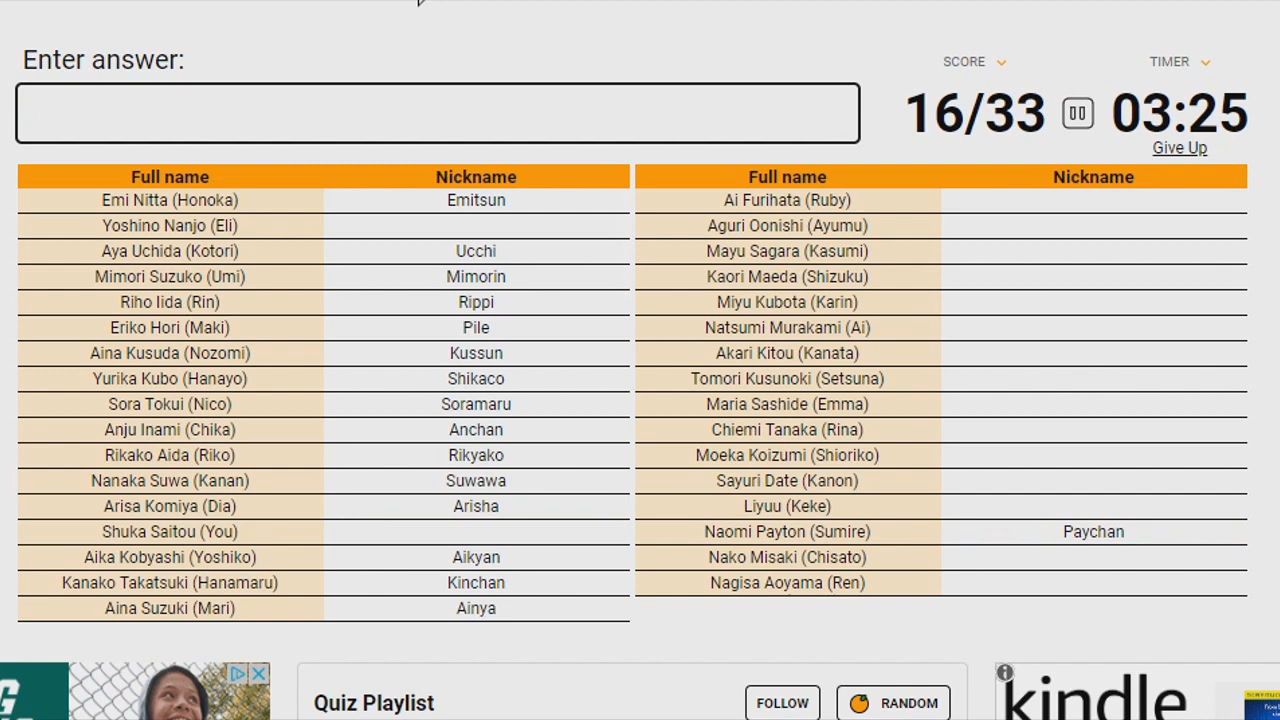 Enter answer:
SCORE
TIMER
16/33
03:25
Give Up
Full name Nickname
Emi Nitta (Honoka) Emitsun
Yoshino Nanjo (Eli)
Aya Uchida (Kotori) Ucchi
Mimori Suzuko (Umi) Mimorin
Riho Iida (Rin) Rippi
Eriko Hori (Maki) Pile
Aina Kusuda (Nozomi) Kussun
Yurika Kubo (Hanayo) Shikaco
Sora Tokui (Nico) Soramaru
Anju Inami (Chika) Anchan
Rikako Aida (Riko) Rikyako
Nanaka Suwa (Kanan) Suwawa
Arisa Komiya (Dia) Arisha
Shuka Saitou (You)
Aika Kobyashi (Yoshiko) Aikyan
Kanako Takatsuki (Hanamaru) Kinchan
Aina Suzuki (Mari) Ainya
Full name Nickname
Ai Furihata (Ruby)
Aguri Oonishi (Ayumu)
Mayu Sagara (Kasumi)
Kaori Maeda (Shizuku)
Miyu Kubota (Karin)
Natsumi Murakami (Ai)
Akari Kitou (Kanata)
Tomori Kusunoki (Setsuna)
Maria Sashide (Emma)
Chiemi Tanaka (Rina)
Moeka Koizumi (Shioriko)
Sayuri Date (Kanon)
Liyuu (Keke)
Naomi Payton (Sumire) Paychan
Nako Misaki (Chisato)
Nagisa Aoyama (Ren)
Quiz Playlist
FOLLOW
RANDOM
kindle